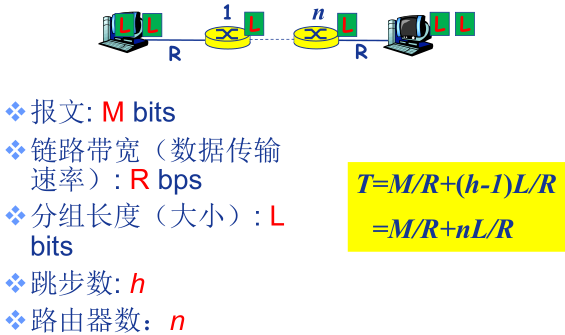 1 n
L L L L L L
R R
报文: M bits
链路带宽（数据传输
速率）: R bps
分组长度（大小）: L
bits
跳步数: h
路由器数：n
T=M/R+(h-1)L/R
=M/R+nL/R